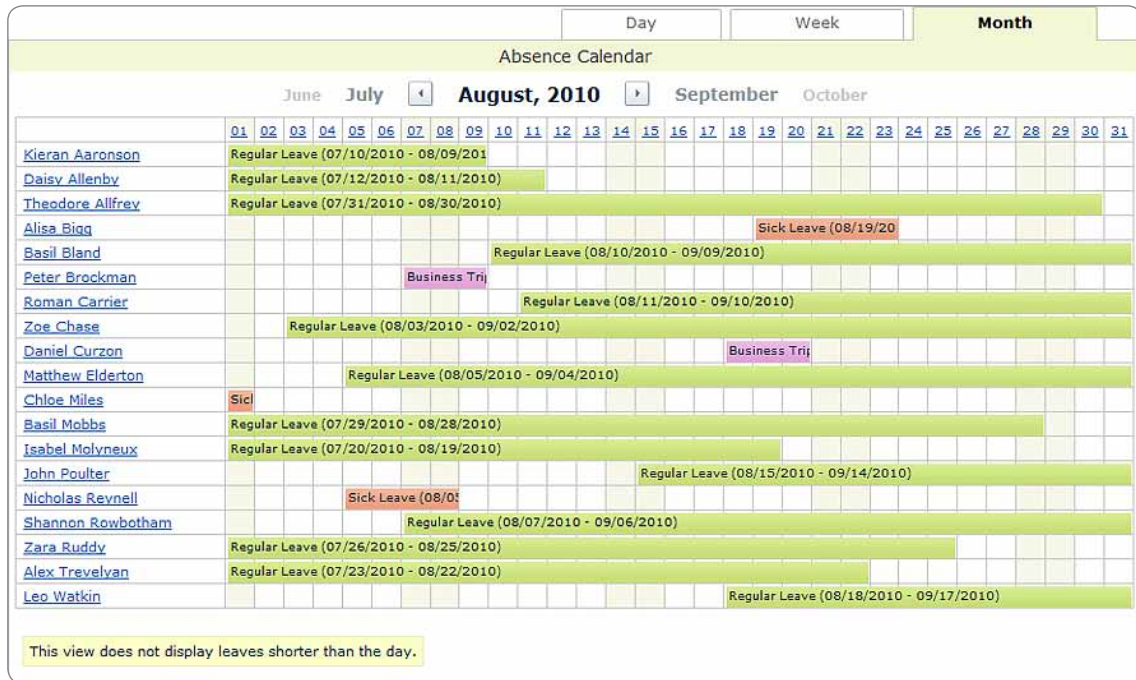 Day Week Month
Absence Calendar
June July August, 2010 September October
01 02 03 04 05 06 07 08 09 10 11 12 13 14 15 16 17 18 19 20 21 22 23 24 25 26 27 28 29 30 31
Kieran Aaronson Regular Leave (07/10/2010 - 08/09/201
Daisy Allenby Regular Leave (07/12/2010 - 08/11/2010)
Theodore Allfrey Regular Leave (07/31/2010 - 08/30/2010)
Alisa Bigg Sick Leave (08/19/20
Basil Bland Regular Leave (08/10/2010 - 09/09/2010)
Peter Brockman Business Trip
Roman Carrier Regular Leave (08/11/2010 - 09/10/2010)
Zoe Chase Regular Leave (08/03/2010 - 09/02/2010)
Daniel Curzon Business Trip
Matthew Elderton Regular Leave (08/05/2010 - 09/04/2010)
Chloe Miles Sicl
Basil Mobbs Regular Leave (07/29/2010 - 08/28/2010)
Isabel Molyneux Regular Leave (07/20/2010 - 08/19/2010)
John Poulter Regular Leave (08/15/2010 - 09/14/2010)
Nicholas Reynell Sick Leave (08/05
Shannon Rowbotham Regular Leave (08/07/2010 - 09/06/2010)
Zara Ruddy Regular Leave (07/26/2010 - 08/25/2010)
Alex Trevelyan Regular Leave (07/23/2010 - 08/22/2010)
Leo Watkin Regular Leave (08/18/2010 - 09/17/2010)
This view does not display leaves shorter than the day.